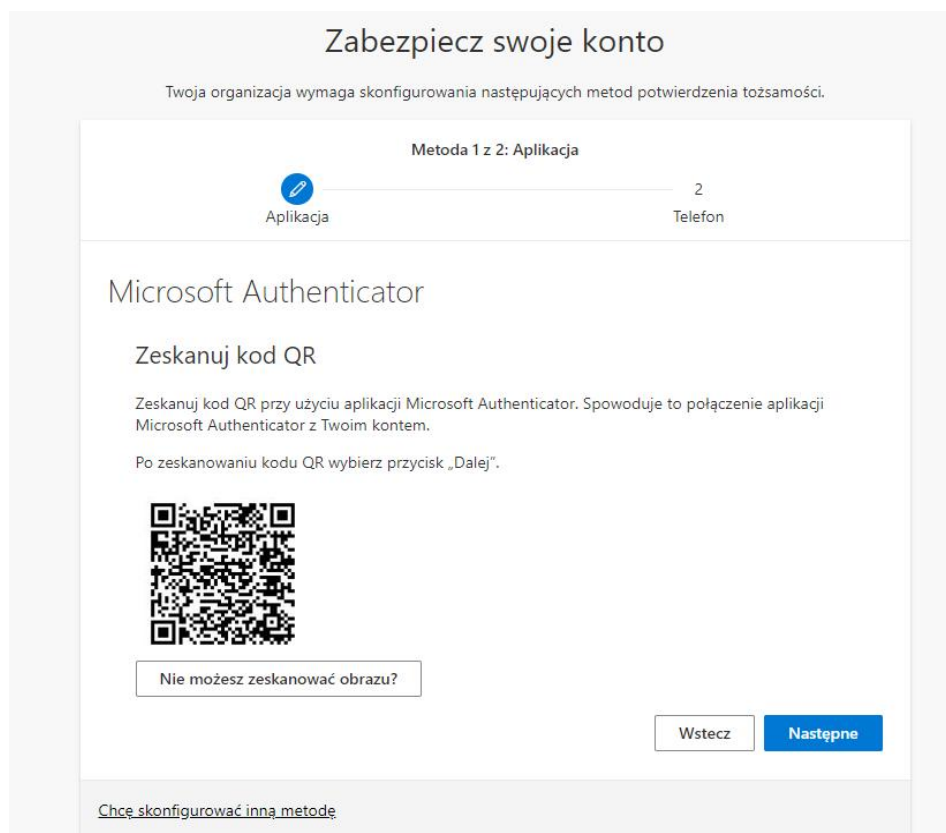 Zabezpiecz swoje konto
Twoja organizacja wymaga skonfigurowania następujących metod potwierdzenia tożsamości.
Metoda 1 z 2: Aplikacja
2
Aplikacja
Telefon
Microsoft Authenticator
Zeskanuj kod QR
Zeskanuj kod QR przy użyciu aplikacji Microsoft Authenticator. Spowoduje to połączenie aplikacji
Microsoft Authenticator z Twoim kontem.
Po zeskanowaniu kodu QR wybierz przycisk „Dalej”.
Nie możesz zeskanować obrazu?
Wstecz
Następne
Chcę skonfigurować inną metodę